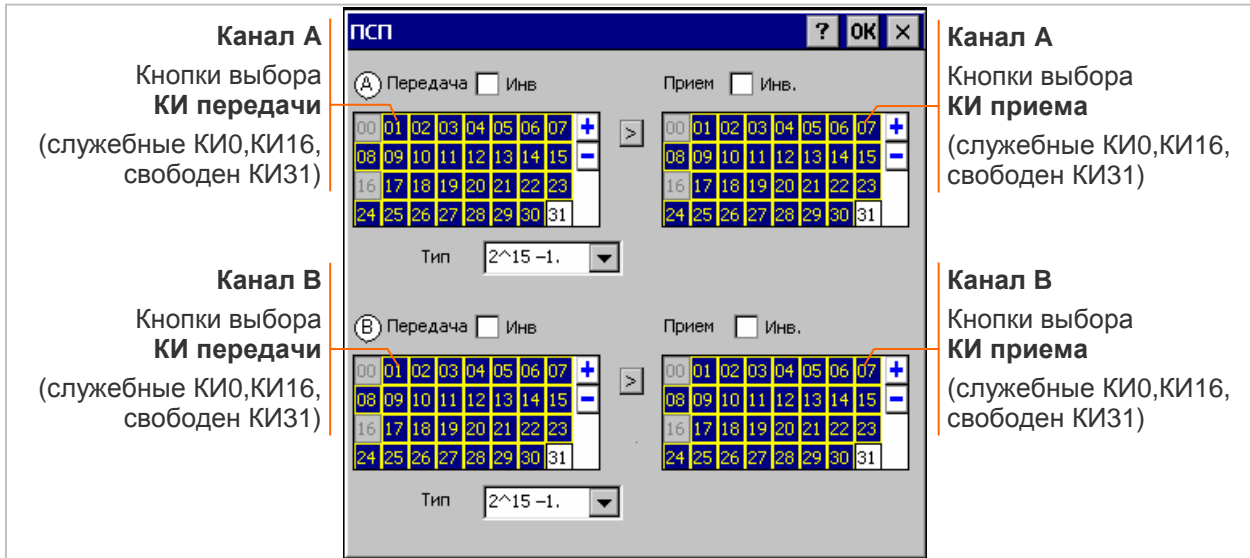 Канал А
Кнопки выбора
КИ передачи
(служебные КИ0,КИ16,
свободен КИ31)
ПСП
? OK ×
Канал А
Кнопки выбора
КИ приема
(служебные КИ0,КИ16,
свободен КИ31)
A Передача Инв
Прием Инв.
00 01 02 03 04 05 06 07 +
08 09 10 11 12 13 14 15 −
16 17 18 19 20 21 22 23
24 25 26 27 28 29 30 31
>
00 01 02 03 04 05 06 07 +
08 09 10 11 12 13 14 15 −
16 17 18 19 20 21 22 23
24 25 26 27 28 29 30 31
Тип 2^15 –1.
Канал В
Кнопки выбора
КИ передачи
(служебные КИ0,КИ16,
свободен КИ31)
Канал В
Кнопки выбора
КИ приема
(служебные КИ0,КИ16,
свободен КИ31)
B Передача Инв
Прием Инв.
00 01 02 03 04 05 06 07 +
08 09 10 11 12 13 14 15 −
16 17 18 19 20 21 22 23
24 25 26 27 28 29 30 31
>
00 01 02 03 04 05 06 07 +
08 09 10 11 12 13 14 15 −
16 17 18 19 20 21 22 23
24 25 26 27 28 29 30 31
Тип 2^15 –1.